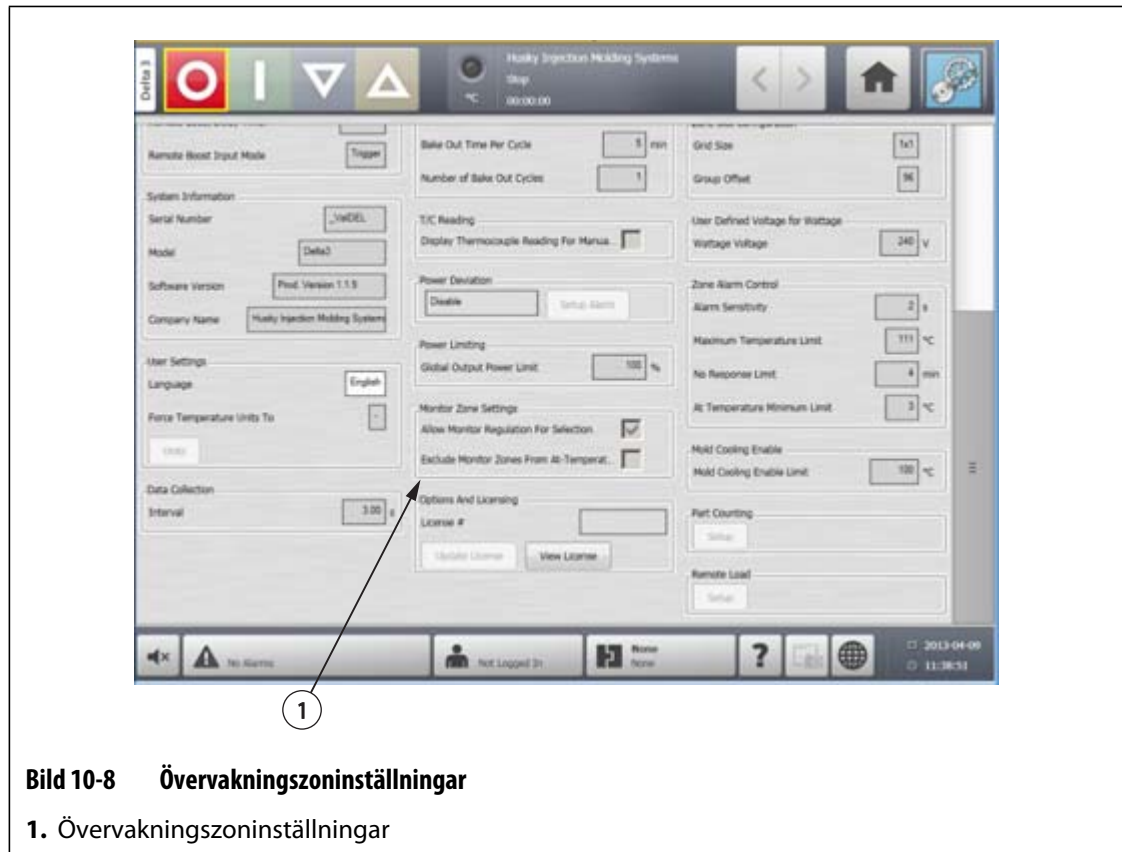 Delta 3
Husky Injection Molding Systems
Stop
°C
00:00:00
Remote Boost Input Mode
Trigger
System Information
Serial Number
_ValDEL
Model
Delta3
Software Version
Prod. Version 1.1.9
Company Name
Husky Injection Molding Systems
User Settings
Language
English
Force Temperature Units To
-
Units
Data Collection
Interval
3.00 s
Bake Out Time Per Cycle
5 min
Number of Bake Out Cycles
1
T/C Reading
Display Thermocouple Reading For Manua...
Power Deviation
Disable
Setup Alarm
Power Limiting
Global Output Power Limit
100 %
Monitor Zone Settings
Allow Monitor Regulation For Selection
Exclude Monitor Zones From At-Temperat...
Options And Licensing
License #
Update License
View License
Grid Size
1x1
Group Offset
96
User Defined Voltage for Wattage
Wattage Voltage
240 V
Zone Alarm Control
Alarm Sensitivity
2 s
Maximum Temperature Limit
111 °C
No Response Limit
4 min
At Temperature Minimum Limit
3 °C
Mold Cooling Enable
Mold Cooling Enable Limit
100 °C
Part Counting
Setup
Remote Load
Setup
No Alarms
Not Logged In
None
None
?
2013-04-09
11:38:51
1
Bild 10-8 Övervakningszoninställningar
1. Övervakningszoninställningar